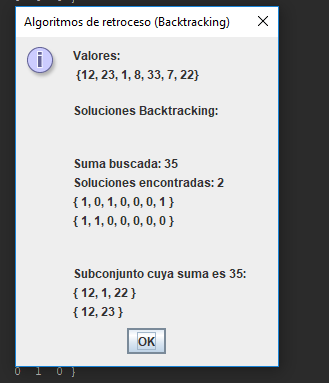 Algoritmos de retroceso (Backtracking)
Valores:
{12, 23, 1, 8, 33, 7, 22}
Soluciones Backtracking:
Suma buscada: 35
Soluciones encontradas: 2
{ 1, 0, 1, 0, 0, 0, 1 }
{ 1, 1, 0, 0, 0, 0, 0 }
Subconjunto cuya suma es 35:
{ 12, 1, 22 }
{ 12, 23 }
OK
0 1 0 }